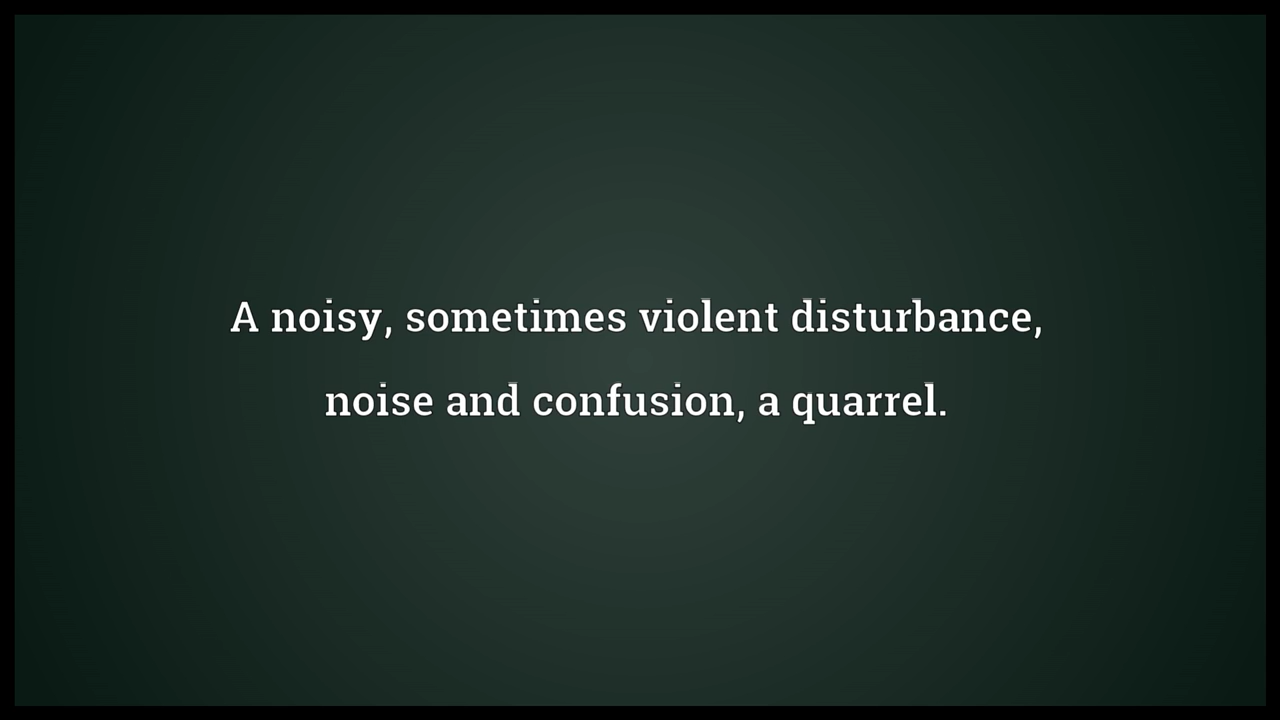 A noisy, sometimes violent disturbance,
noise and confusion, a quarrel.